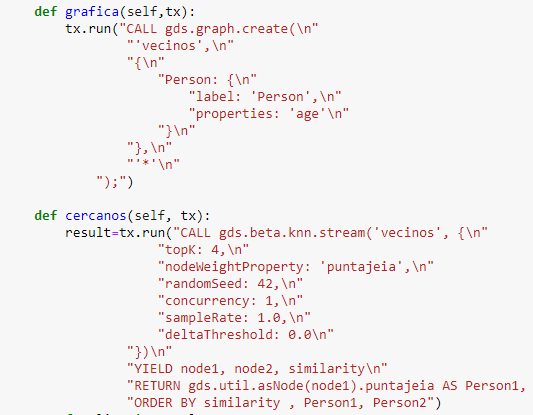 def grafica(self,tx):
tx.run("CALL gds.graph.create(\n"
"'vecinos',\n"
"{\n"
"Person: {\n"
"label: 'Person',\n"
"properties: 'age'\n"
"}\n"
"},\n"
"'*'\n"
");")
def cercanos(self, tx):
result=tx.run("CALL gds.beta.knn.stream('vecinos', {\n"
"topK: 4,\n"
"nodeWeightProperty: 'puntajeia',\n"
"randomSeed: 42,\n"
"concurrency: 1,\n"
"sampleRate: 1.0,\n"
"deltaThreshold: 0.0\n"
"})\n"
"YIELD node1, node2, similarity\n"
"RETURN gds.util.asNode(node1).puntajeia AS Person1,
"ORDER BY similarity , Person1, Person2")